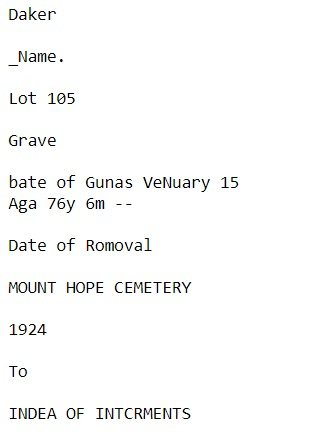 Daker
_Name.
Lot 105
Grave
bate of Gunas VeNuary 15
Aga 76y 6m --
Date of Romoval
MOUNT HOPE CEMETERY
1924
To
INDEA OF INTCRMENTS